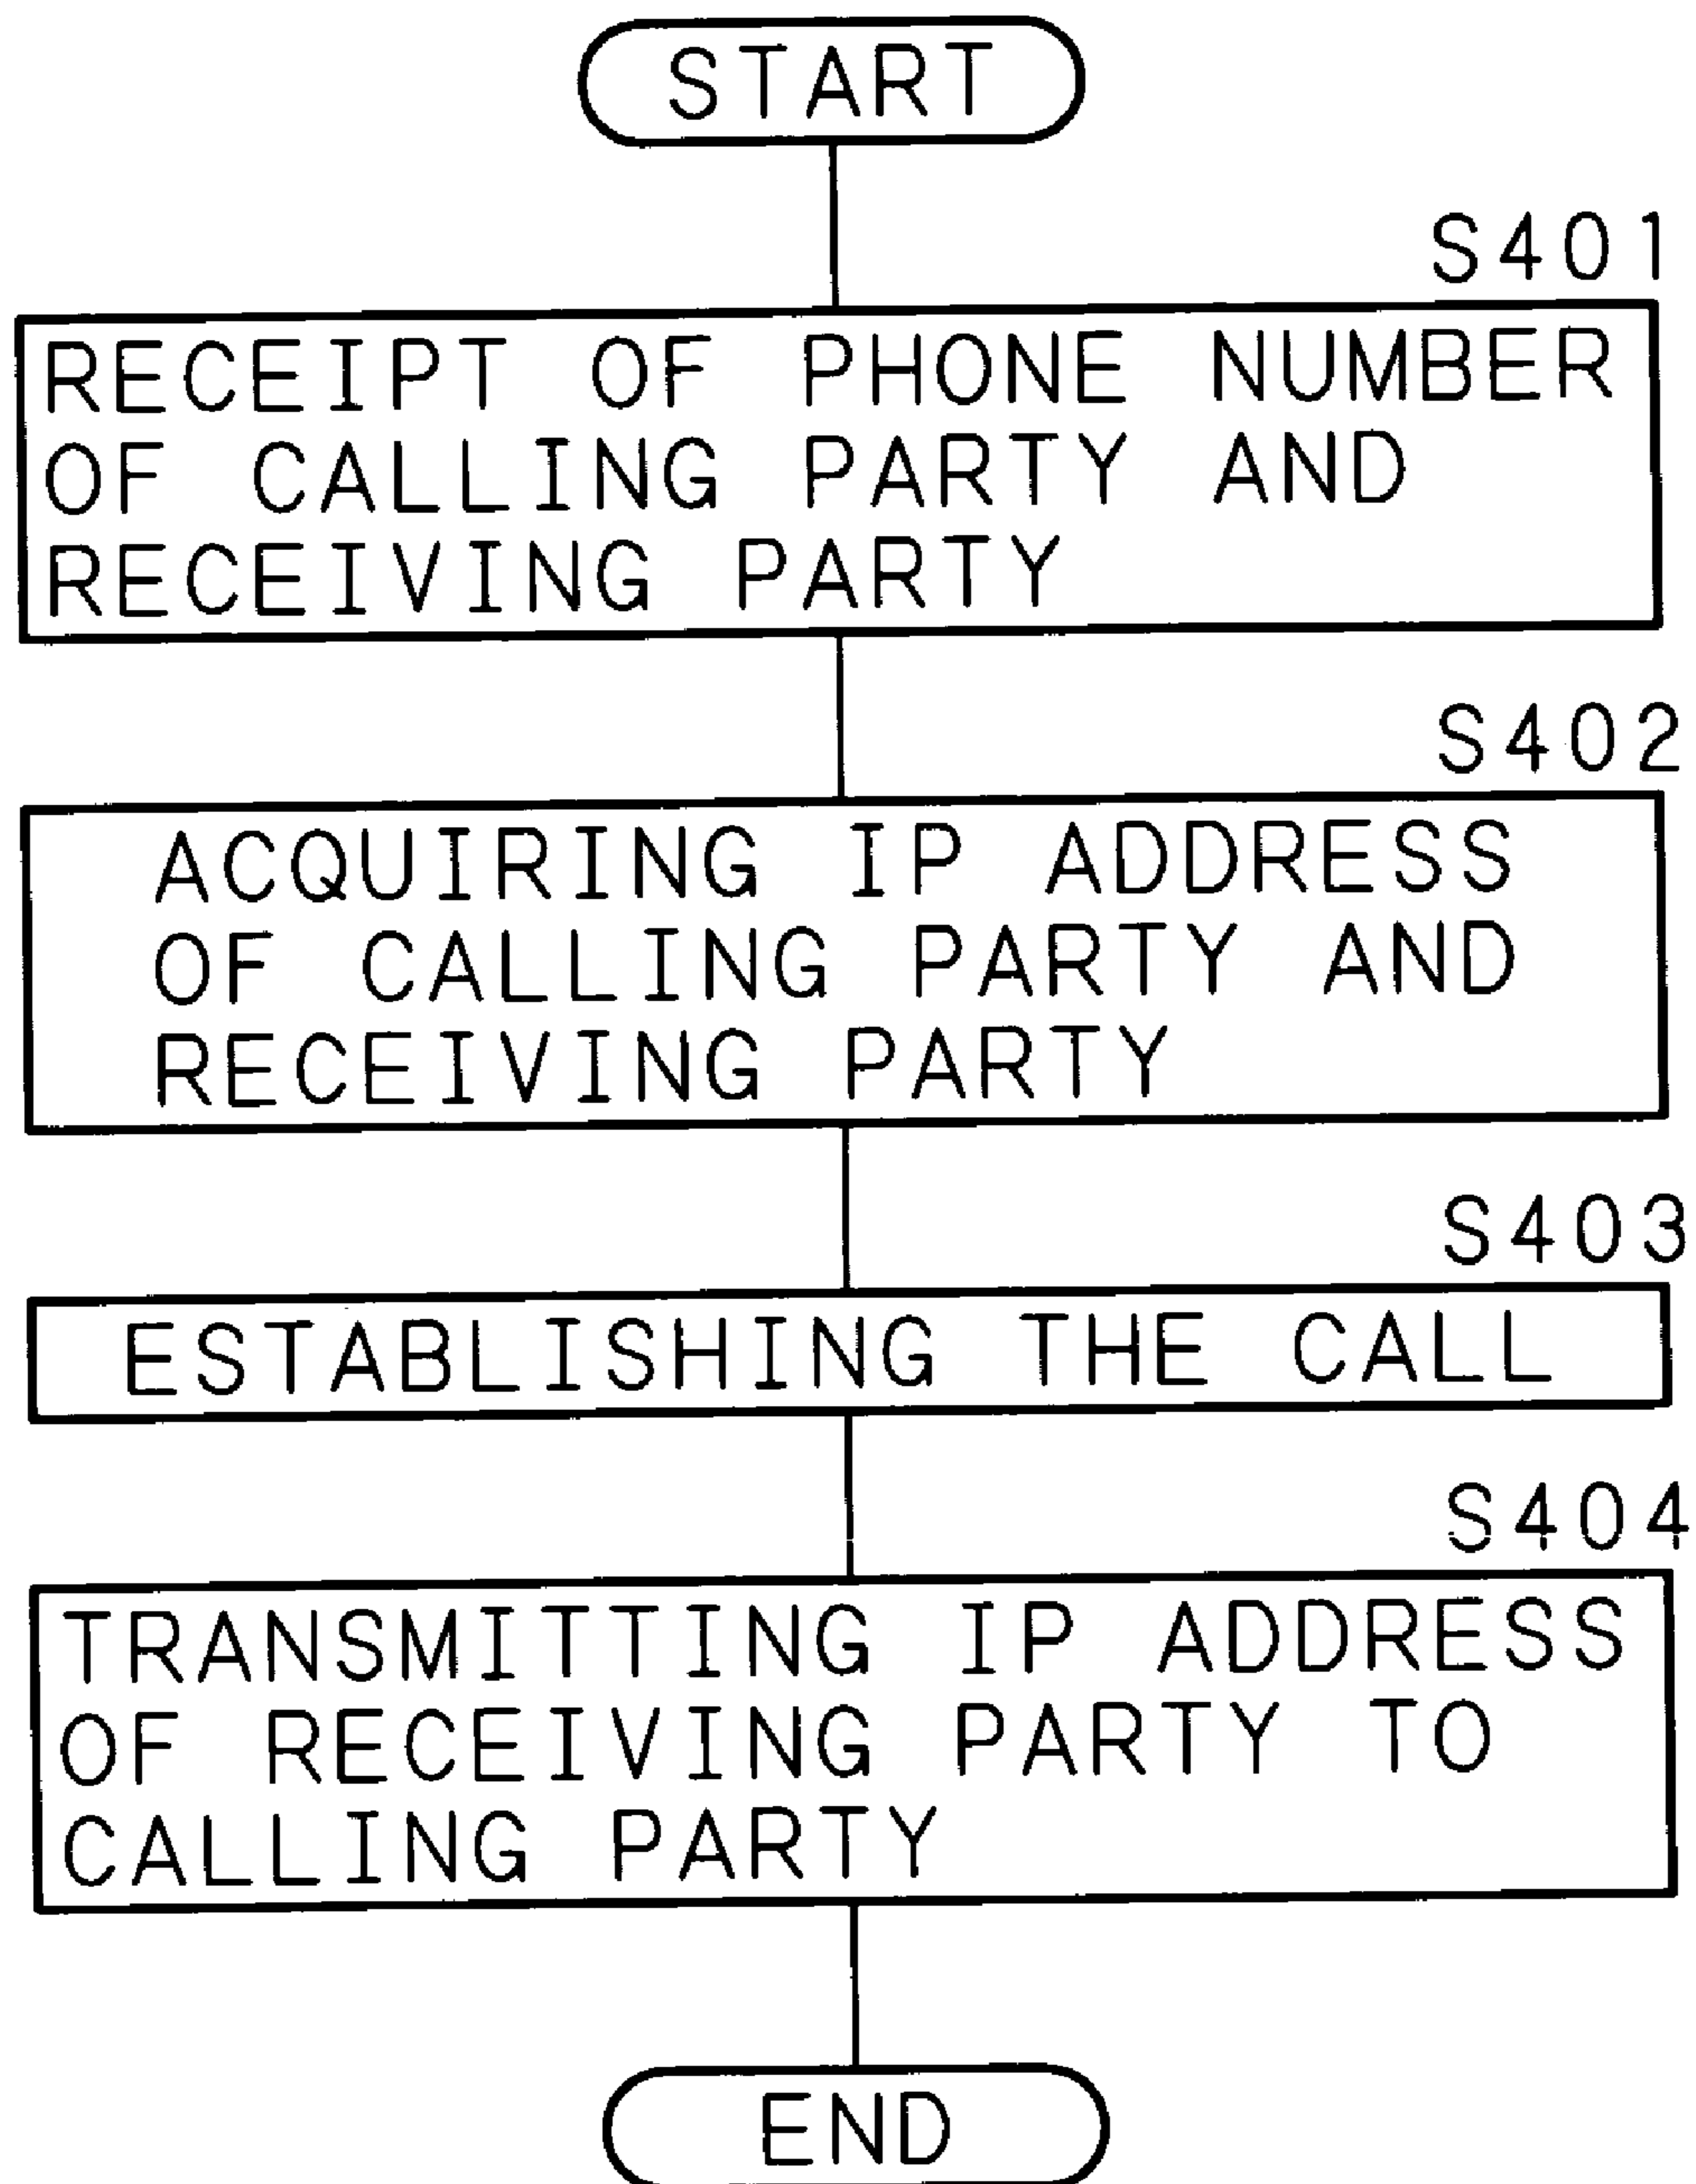 START
S401
RECEIPT OF PHONE NUMBER
OF CALLING PARTY AND
RECEIVING PARTY
S402
ACQUIRING IP ADDRESS
OF CALLING PARTY AND
RECEIVING PARTY
S403
ESTABLISHING THE CALL
S404
TRANSMITTING IP ADDRESS
OF RECEIVING PARTY TO
CALLING PARTY
END